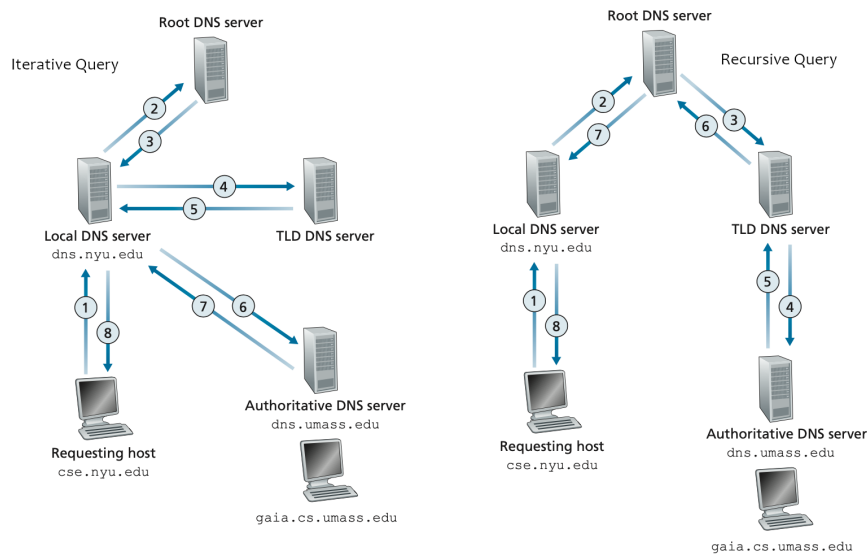 Root DNS server
Iterative Query
2
3
4
5
Local DNS server
dns.nyu.edu
TLD DNS server
1
8
7
6
Requesting host
cse.nyu.edu
Authoritative DNS server
dns.umass.edu
gaia.cs.umass.edu
Root DNS server
Recursive Query
2
7
6
3
Local DNS server
dns.nyu.edu
TLD DNS server
1
8
5
4
Requesting host
cse.nyu.edu
Authoritative DNS server
dns.umass.edu
gaia.cs.umass.edu